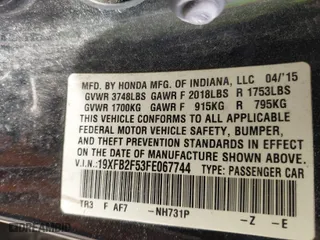 MFD. BY HONDA MFG. OF INDIANA, LLC 04/'15
GVWR 3748LBS GAWR F 2018LBS R 1753LBS
GVWR 1700KG GAWR F 915KG R 795KG
THIS VEHICLE CONFORMS TO ALL APPLICABLE
FEDERAL MOTOR VEHICLE SAFETY, BUMPER,
AND THEFT PREVENTION STANDARDS IN EFFECT
ON THE DATE OF MANUFACTURE SHOWN ABOVE.
V.I.N.: 19XFB2F53FE067744 TYPE: PASSENGER CAR
TR3 F AF7 -NH731P -Z -E